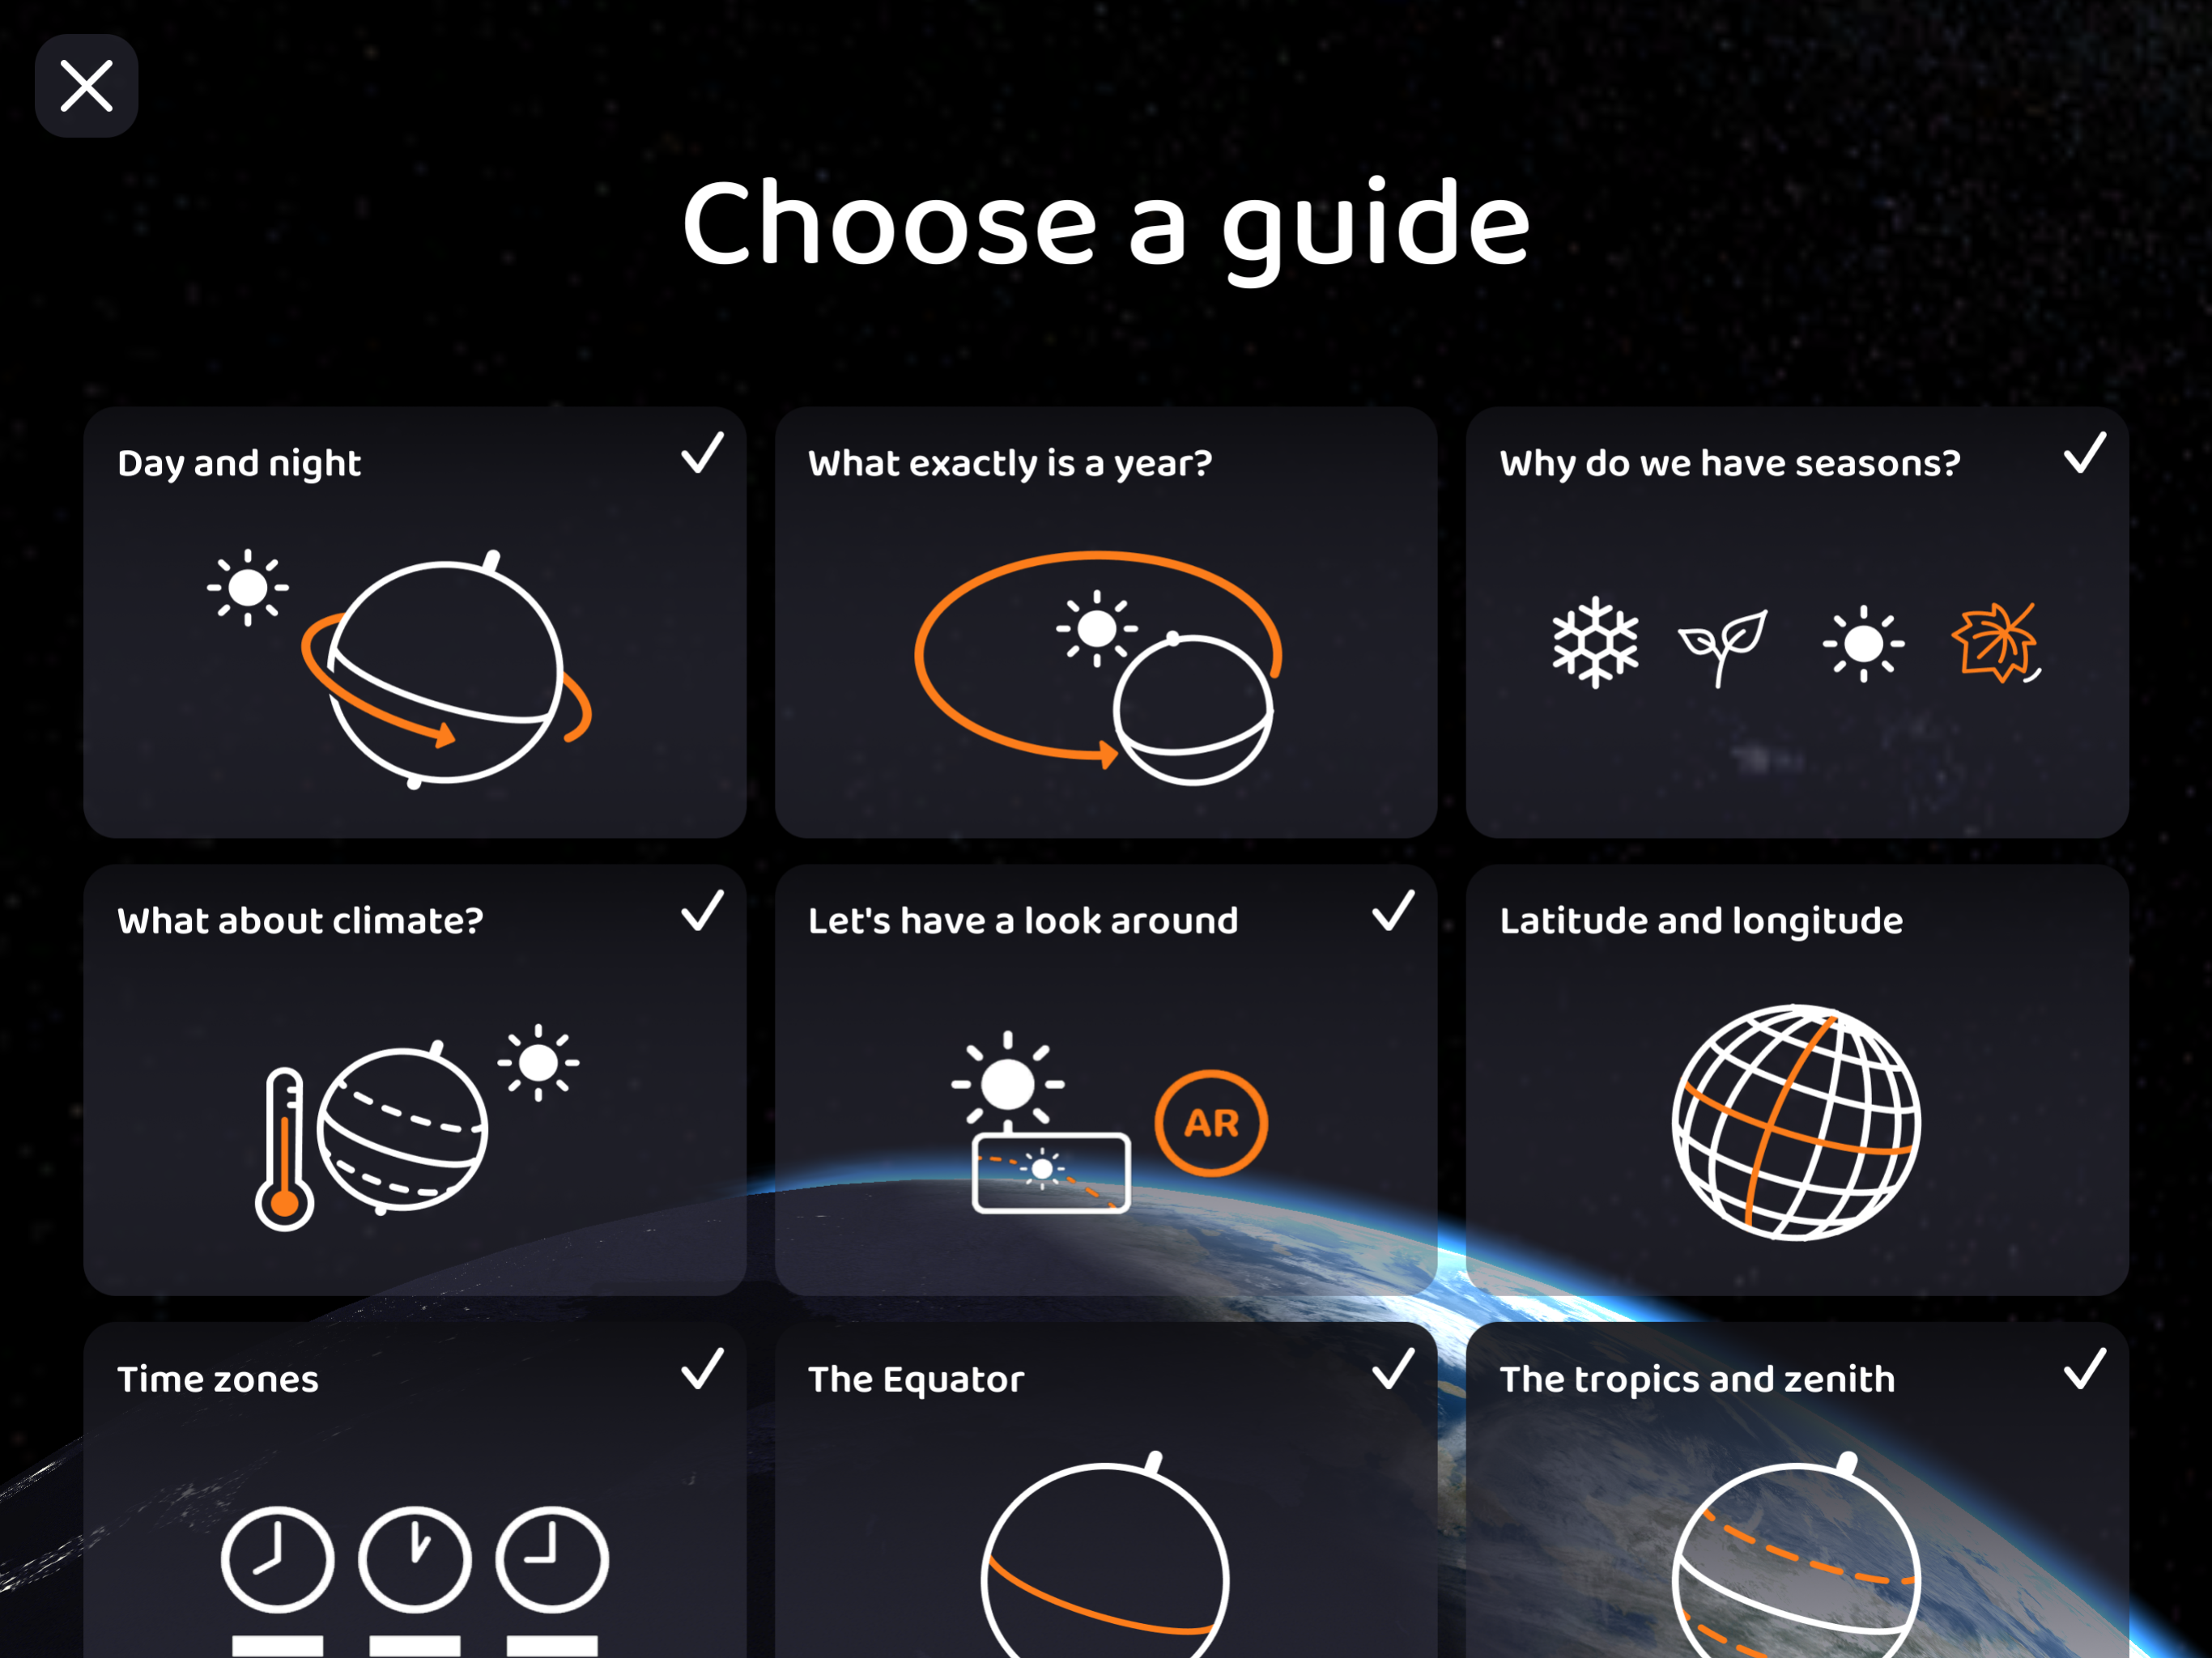 Choose a guide
Day and night
What exactly is a year?
Why do we have seasons?
What about climate?
Let's have a look around
AR
Latitude and longitude
Time zones
The Equator
The tropics and zenith